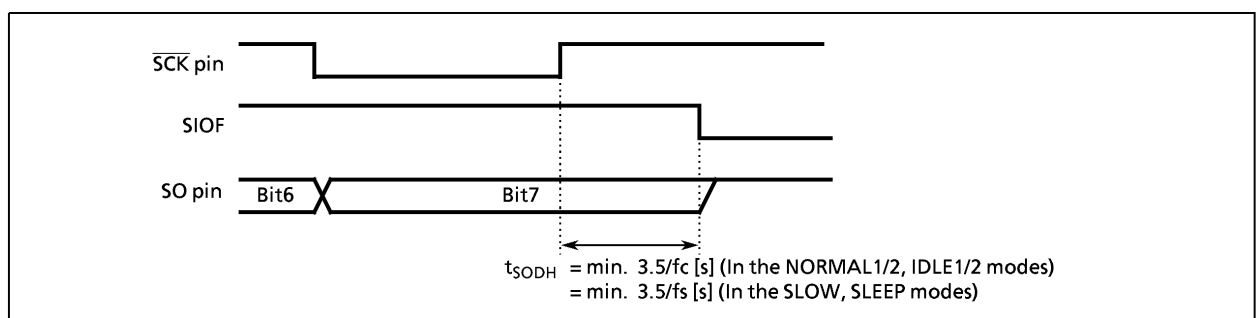 SCK pin
SIOF
SO pin Bit6 Bit7
tSODH = min. 3.5/fc [s] (In the NORMAL1/2, IDLE1/2 modes)
= min. 3.5/fs [s] (In the SLOW, SLEEP modes)